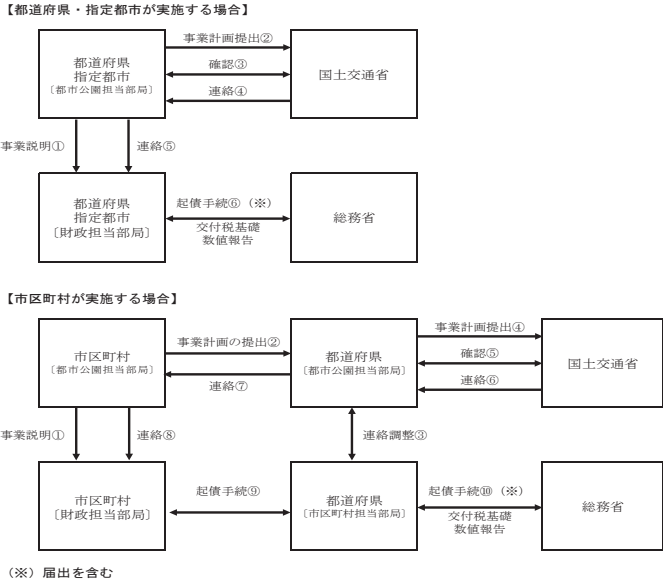 【都道府県・指定都市が実施する場合】
事業計画提出②
都道府県
指定都市
〔都市公園担当部局〕
確認③
国土交通省
連絡④
事業説明①
連絡⑤
都道府県
指定都市
〔財政担当部局〕
起債手続⑥（※）
交付税基礎
数値報告
総務省
【市区町村が実施する場合】
市区町村
〔都市公園担当部局〕
事業計画の提出②
連絡⑦
都道府県
〔都市公園担当部局〕
事業計画提出④
確認⑤
連絡⑥
国土交通省
事業説明①
連絡⑧
連絡調整③
市区町村
〔財政担当部局〕
起債手続⑨
都道府県
〔市区町村担当部局〕
起債手続⑩（※）
交付税基礎
数値報告
総務省
（※）届出を含む